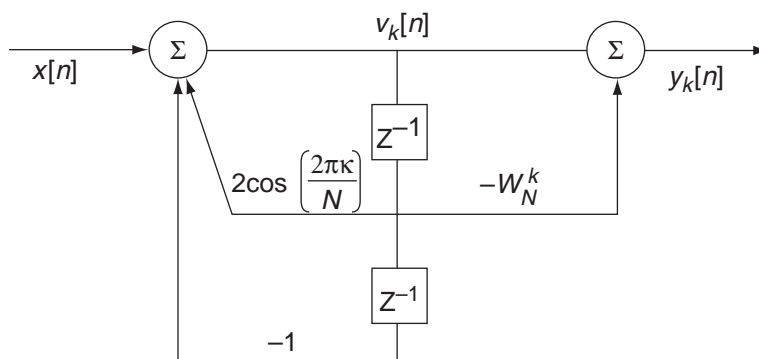 v_k[n]
Σ Σ
x[n] y_k[n]
Z^{-1}
2cos (2πκ/N) -W_N^k
Z^{-1}
-1